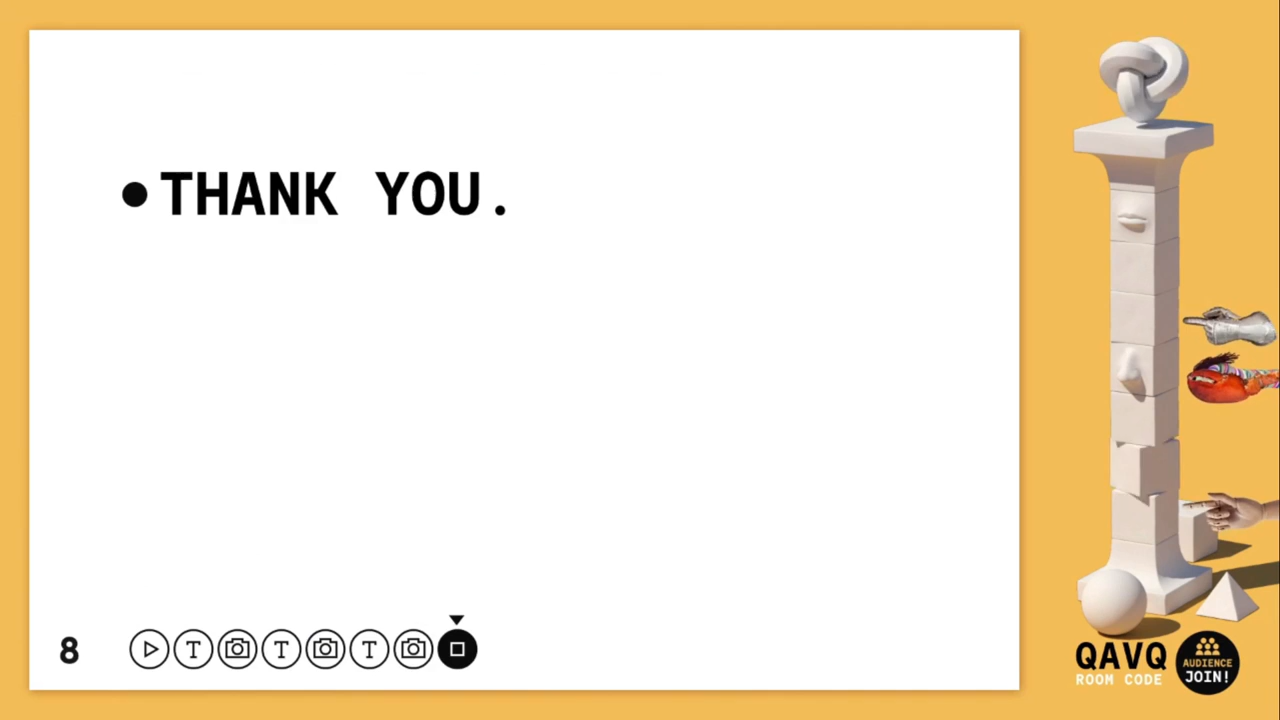 THANK YOU.
8
T T T
QAVQ
ROOM CODE
AUDIENCE
JOIN!